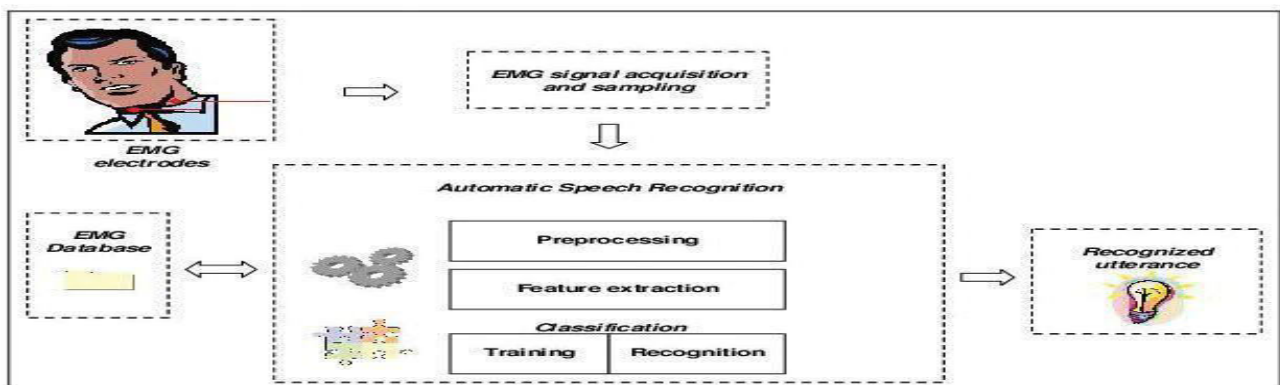 EMG signal acquisition
and sampling
EMG
electrodes
Automatic Speech Recognition
EMG
Database
Preprocessing
Feature extraction
Classification
Training
Recognition
Recognized
utterance